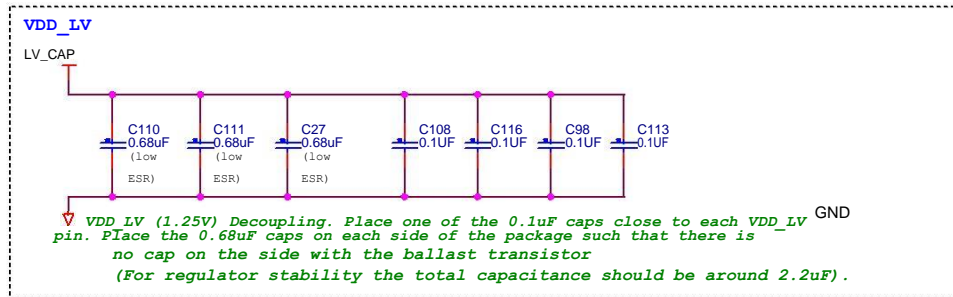 VDD_LV
LV_CAP
C110 C111 C27 C108 C116 C98 C113
0.68uF 0.68uF 0.68uF 0.1UF 0.1UF 0.1UF 0.1UF
(low (low (low
ESR) ESR) ESR)
GND
VDD_LV (1.25V) Decoupling. Place one of the 0.1uF caps close to each VDD_LV
pin. Place the 0.68uF caps on each side of the package such that there is
no cap on the side with the ballast transistor
(For regulator stability the total capacitance should be around 2.2uF).